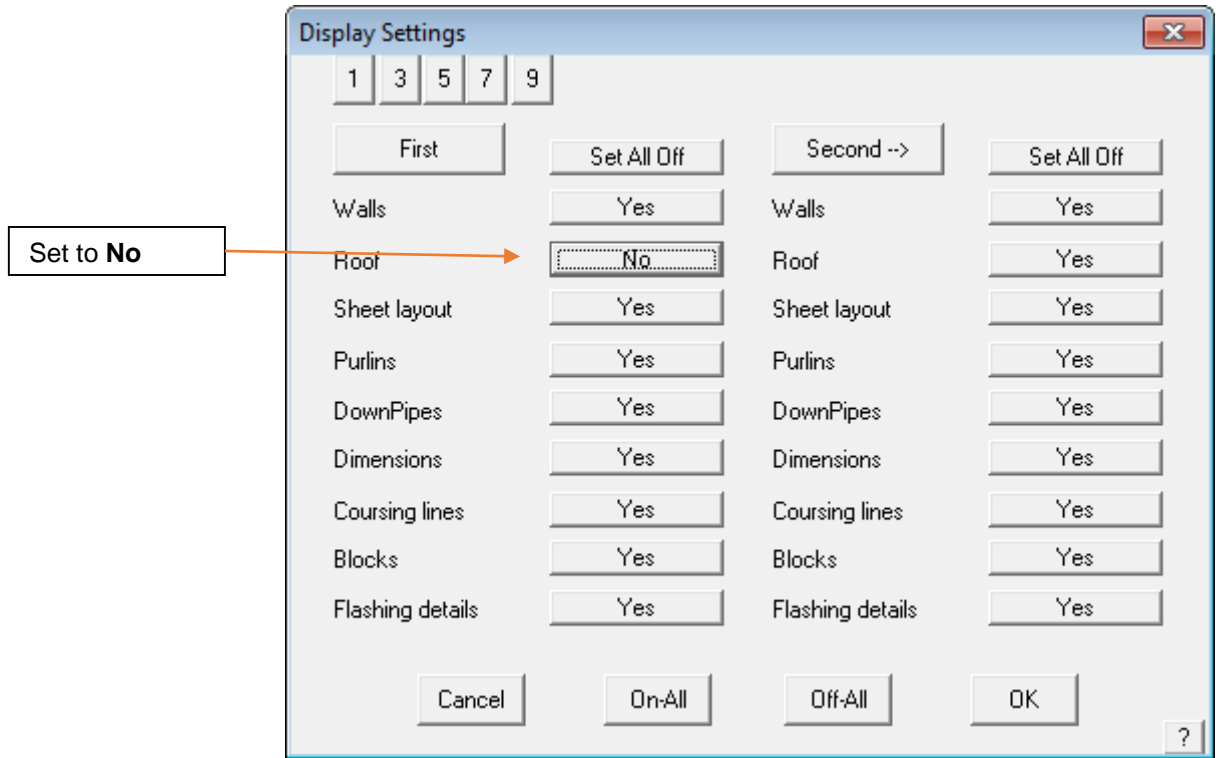 Display Settings
1 3 5 7 9
First Set All Off Second --> Set All Off
Walls Yes Walls Yes
Set to No
Roof No Roof Yes
Sheet layout Yes Sheet layout Yes
Purlins Yes Purlins Yes
DownPipes Yes DownPipes Yes
Dimensions Yes Dimensions Yes
Coursing lines Yes Coursing lines Yes
Blocks Yes Blocks Yes
Flashing details Yes Flashing details Yes
Cancel On-All Off-All OK
?